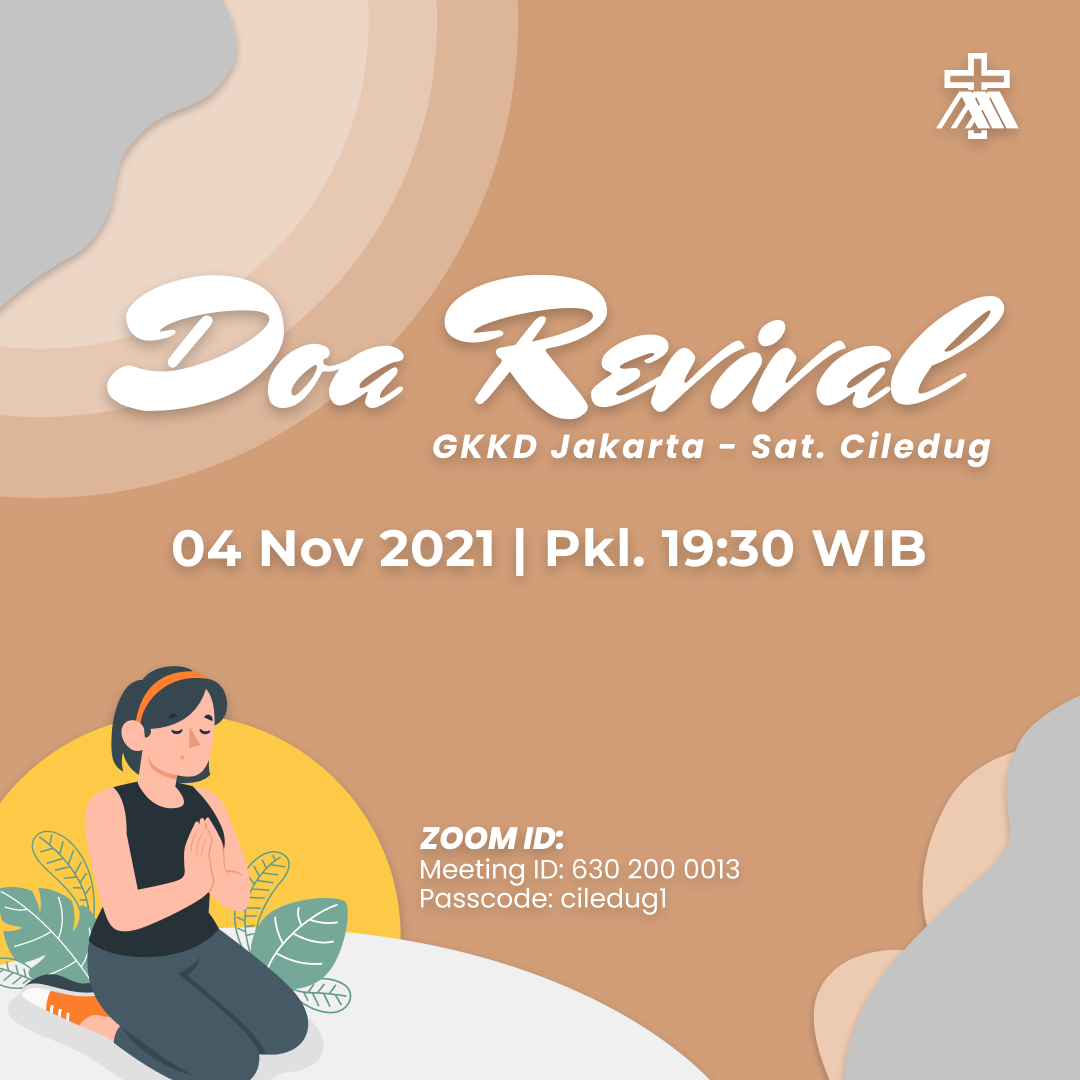 Doa Revival
GKKD Jakarta - Sat. Ciledug
04 Nov 2021 | Pkl. 19:30 WIB
ZOOM ID:
Meeting ID: 630 200 0013
Passcode: ciledug1